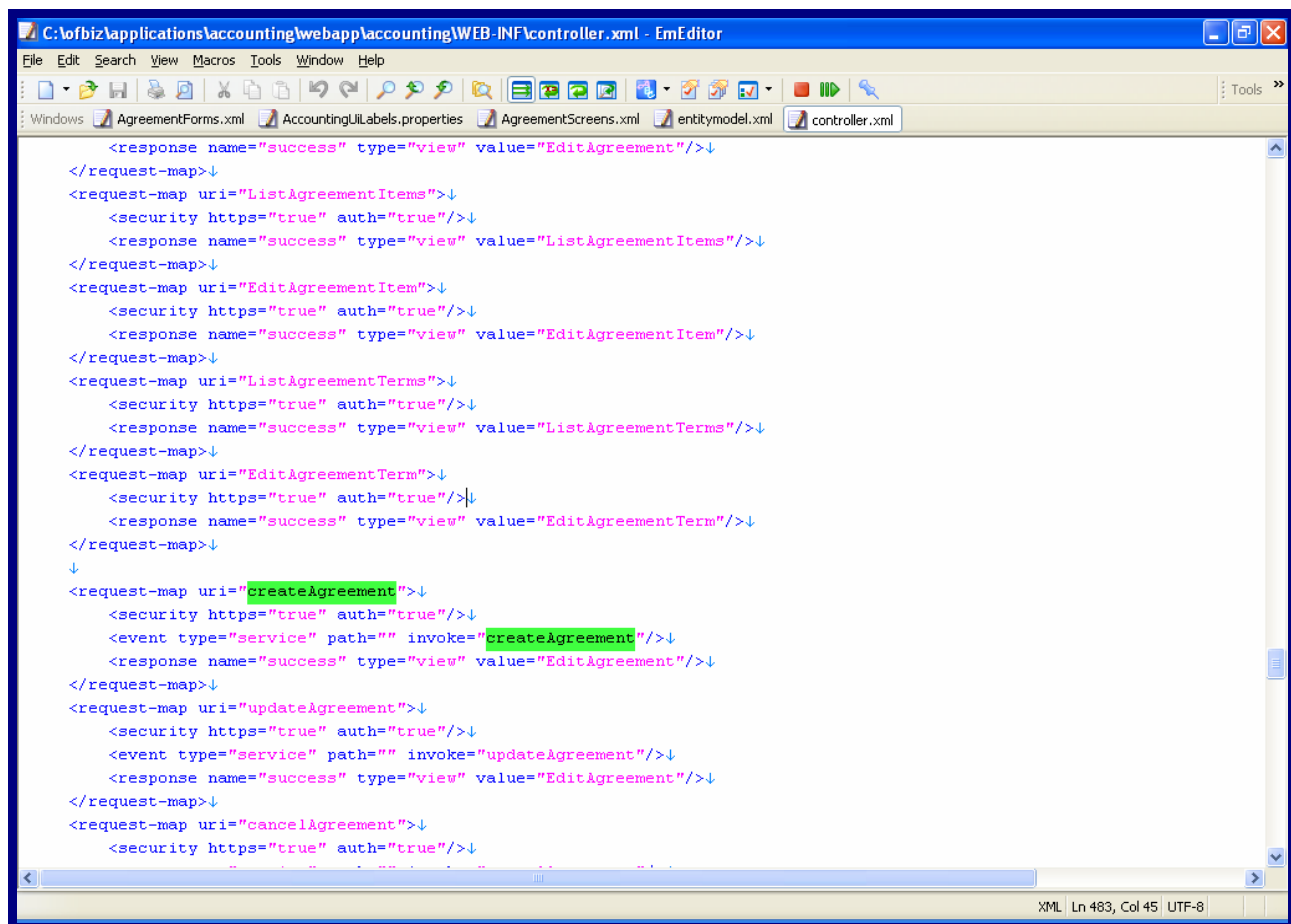 C:\ofbiz\applications\accounting\webapp\accounting\WEB-INF\controller.xml - EmEditor
File Edit Search View Macros Tools Window Help
Tools »
Windows AgreementForms.xml AccountingUiLabels.properties AgreementScreens.xml entitymodel.xml controller.xml
<response name="success" type="view" value="EditAgreement"/>↓
</request-map>↓
<request-map uri="ListAgreementItems">↓
<security https="true" auth="true"/>↓
<response name="success" type="view" value="ListAgreementItems"/>↓
</request-map>↓
<request-map uri="EditAgreementItem">↓
<security https="true" auth="true"/>↓
<response name="success" type="view" value="EditAgreementItem"/>↓
</request-map>↓
<request-map uri="ListAgreementTerms">↓
<security https="true" auth="true"/>↓
<response name="success" type="view" value="ListAgreementTerms"/>↓
</request-map>↓
<request-map uri="EditAgreementTerm">↓
<security https="true" auth="true"/>↓
<response name="success" type="view" value="EditAgreementTerm"/>↓
</request-map>↓
↓
<request-map uri="createAgreement">↓
<security https="true" auth="true"/>↓
<event type="service" path="" invoke="createAgreement"/>↓
<response name="success" type="view" value="EditAgreement"/>↓
</request-map>↓
<request-map uri="updateAgreement">↓
<security https="true" auth="true"/>↓
<event type="service" path="" invoke="updateAgreement"/>↓
<response name="success" type="view" value="EditAgreement"/>↓
</request-map>↓
<request-map uri="cancelAgreement">↓
<security https="true" auth="true"/>↓
XML Ln 483, Col 45 UTF-8